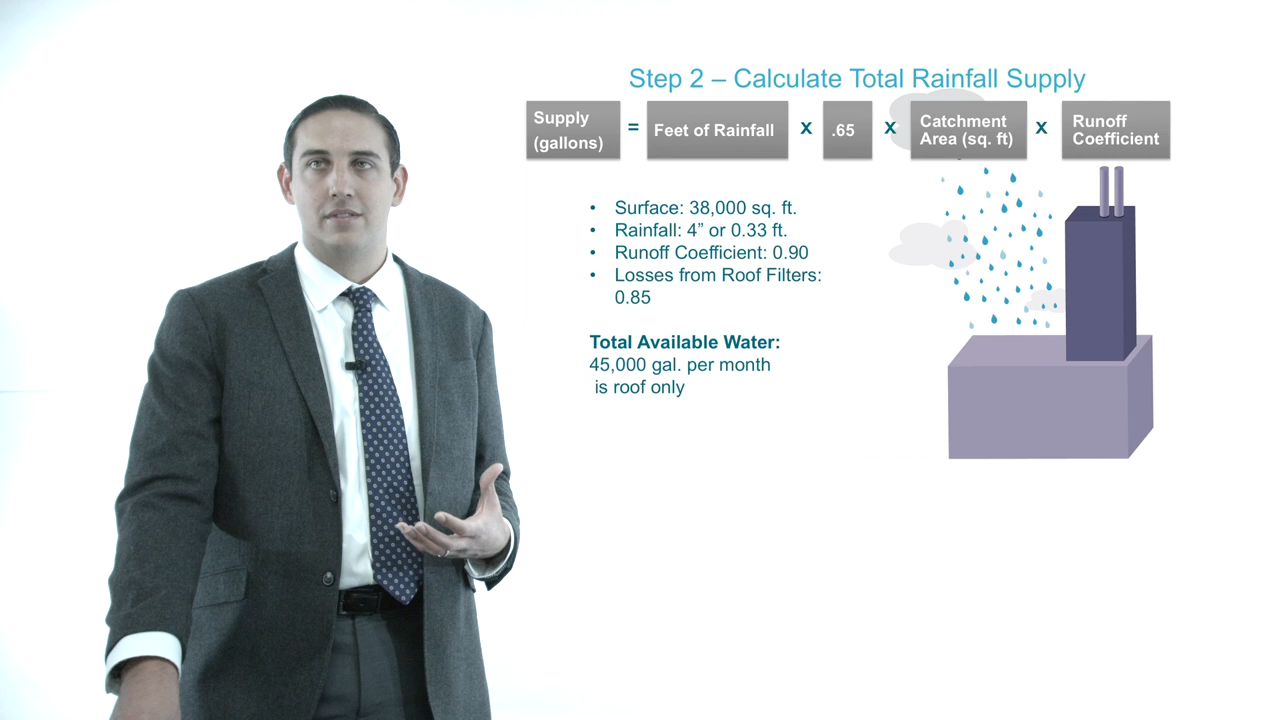 Step 2 – Calculate Total Rainfall Supply
Supply
(gallons)
=
Feet of Rainfall
x
.65
x
Catchment
Area (sq. ft)
x
Runoff
Coefficient
• Surface: 38,000 sq. ft.
• Rainfall: 4” or 0.33 ft.
• Runoff Coefficient: 0.90
• Losses from Roof Filters:
0.85
Total Available Water:
45,000 gal. per month
is roof only